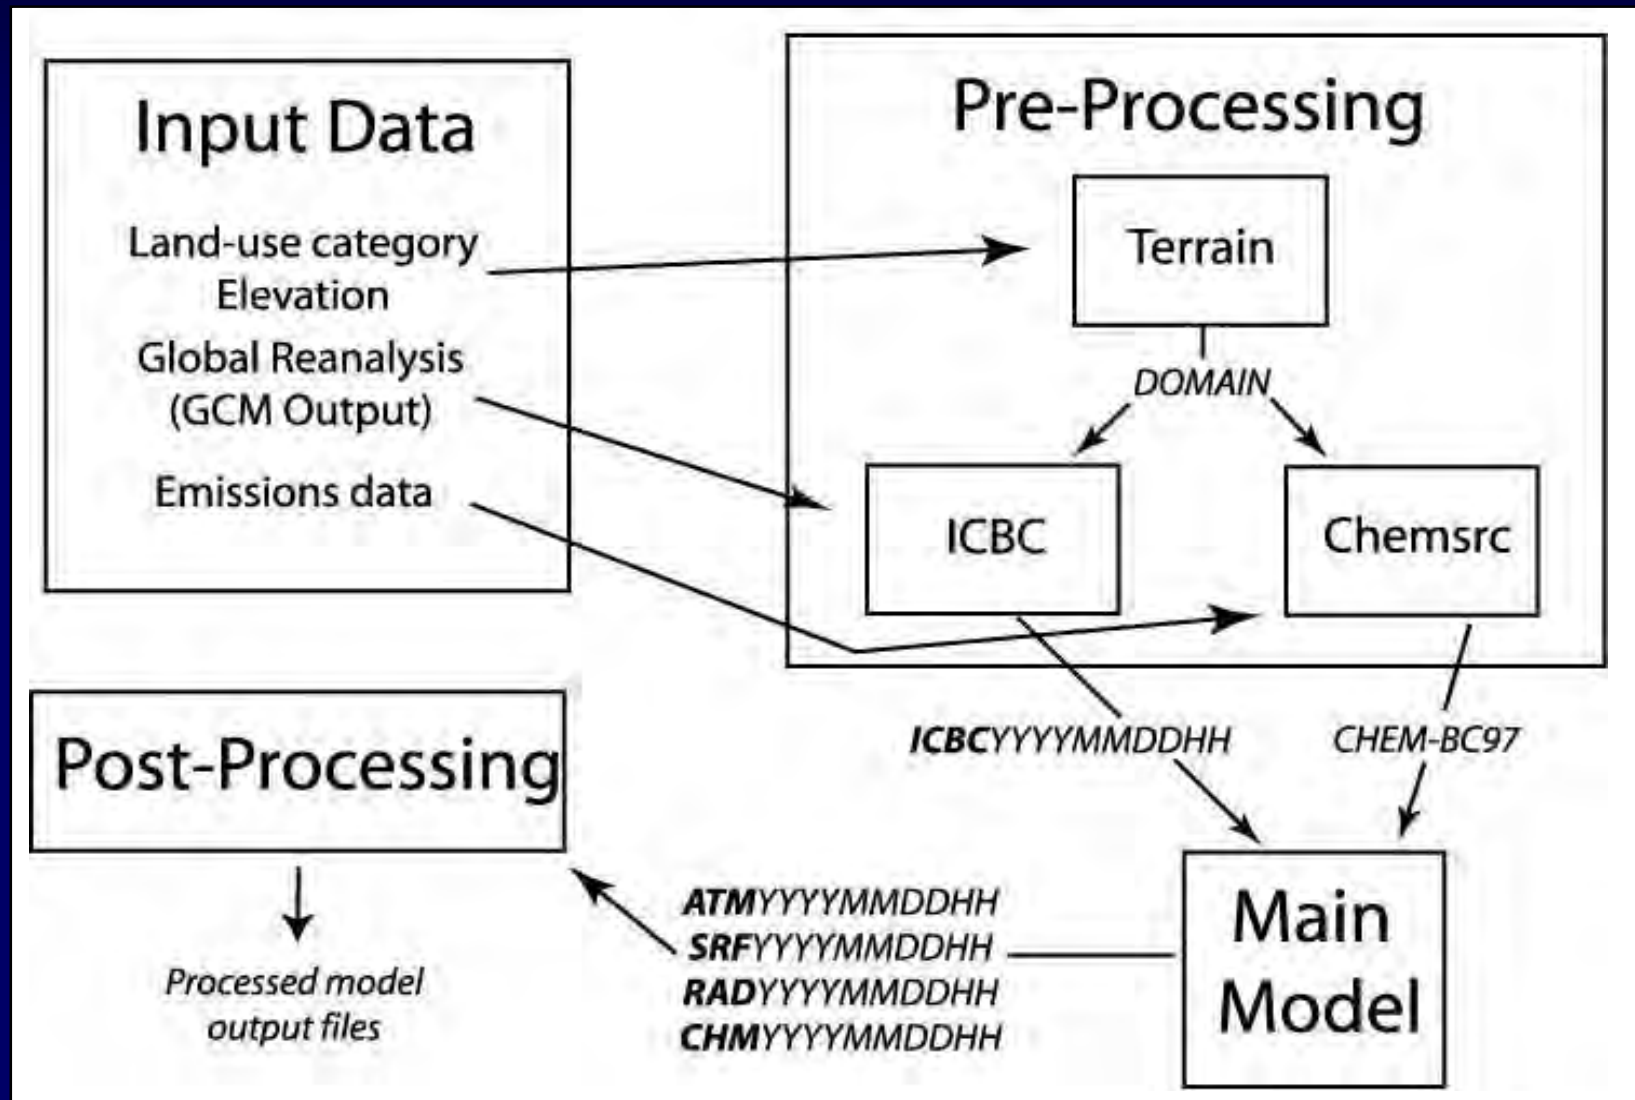 Input Data
Land-use category
Elevation
Global Reanalysis
(GCM Output)
Emissions data
Pre-Processing
Terrain
DOMAIN
ICBC
Chemsrc
ICBCYYYYMMDDHH
CHEM-BC97
Main
Model
ATMYYYYMMDDHH
SRFYYYYMMDDHH
RADYYYYMMDDHH
CHMYYYYMMDDHH
Post-Processing
Processed model
output files